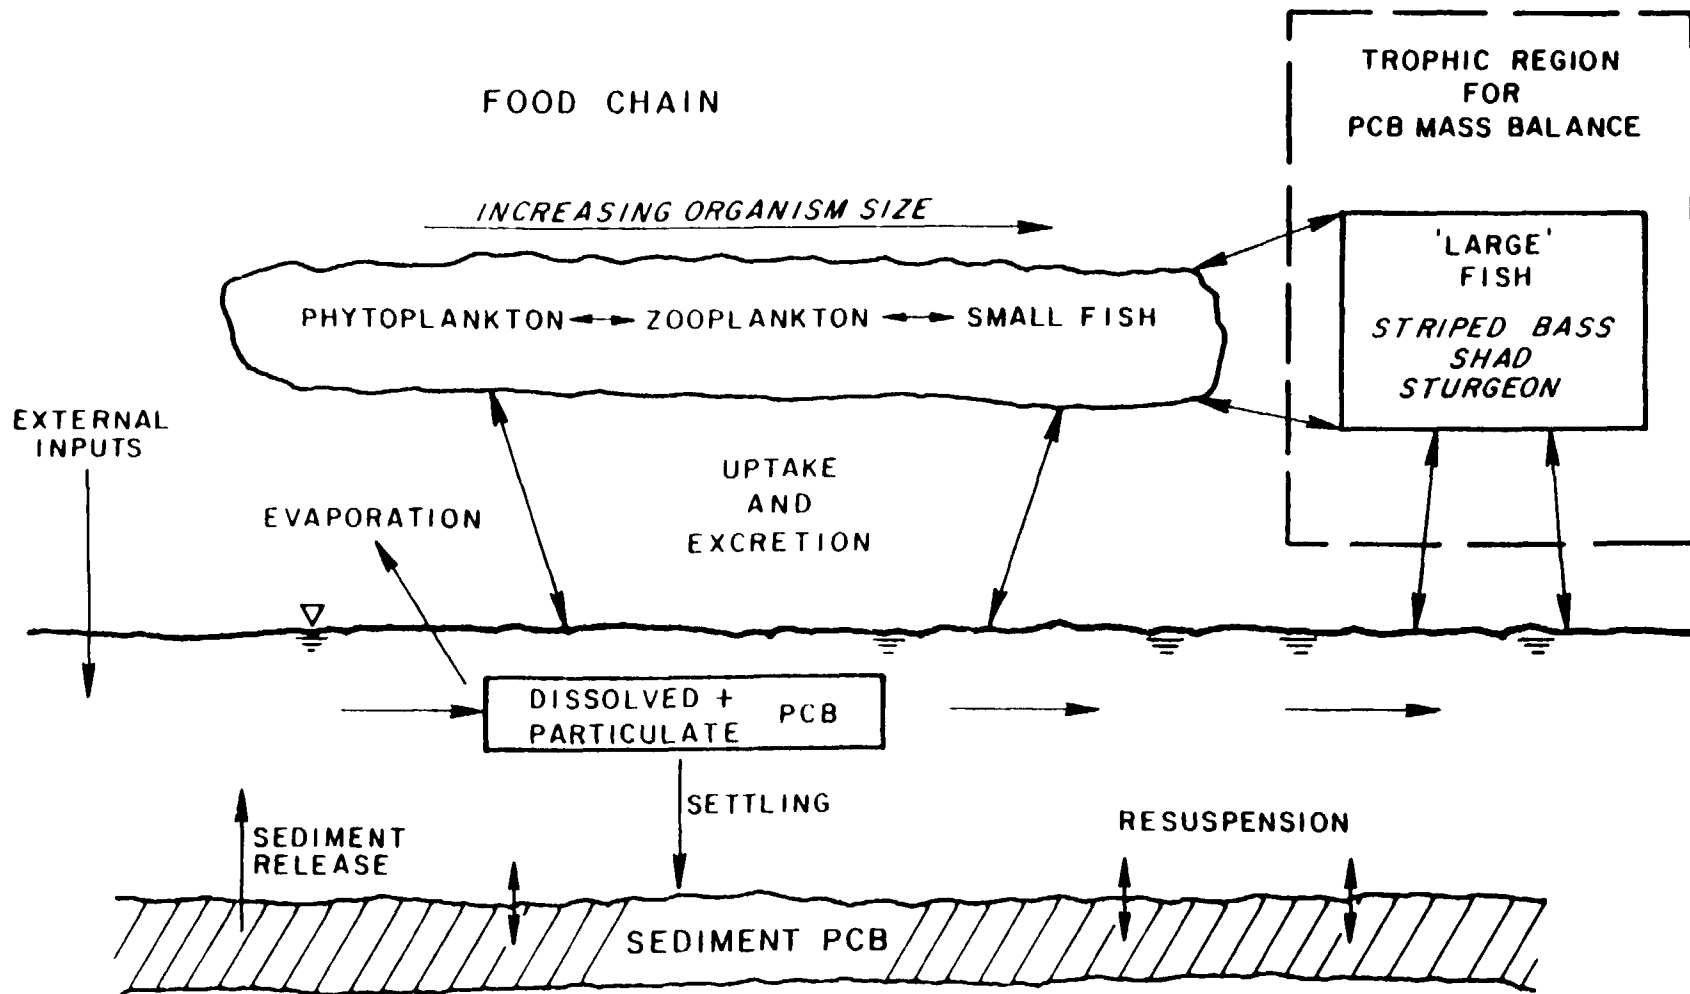 FOOD CHAIN
TROPHIC REGION
FOR
PCB MASS BALANCE
INCREASING ORGANISM SIZE
PHYTOPLANKTON ZOOPLANKTON SMALL FISH
'LARGE'
FISH
STRIPED BASS
SHAD
STURGEON
EXTERNAL
INPUTS
EVAPORATION
UPTAKE
AND
EXCRETION
DISSOLVED +
PARTICULATE PCB
SETTLING
SEDIMENT
RELEASE
RESUSPENSION
SEDIMENT PCB